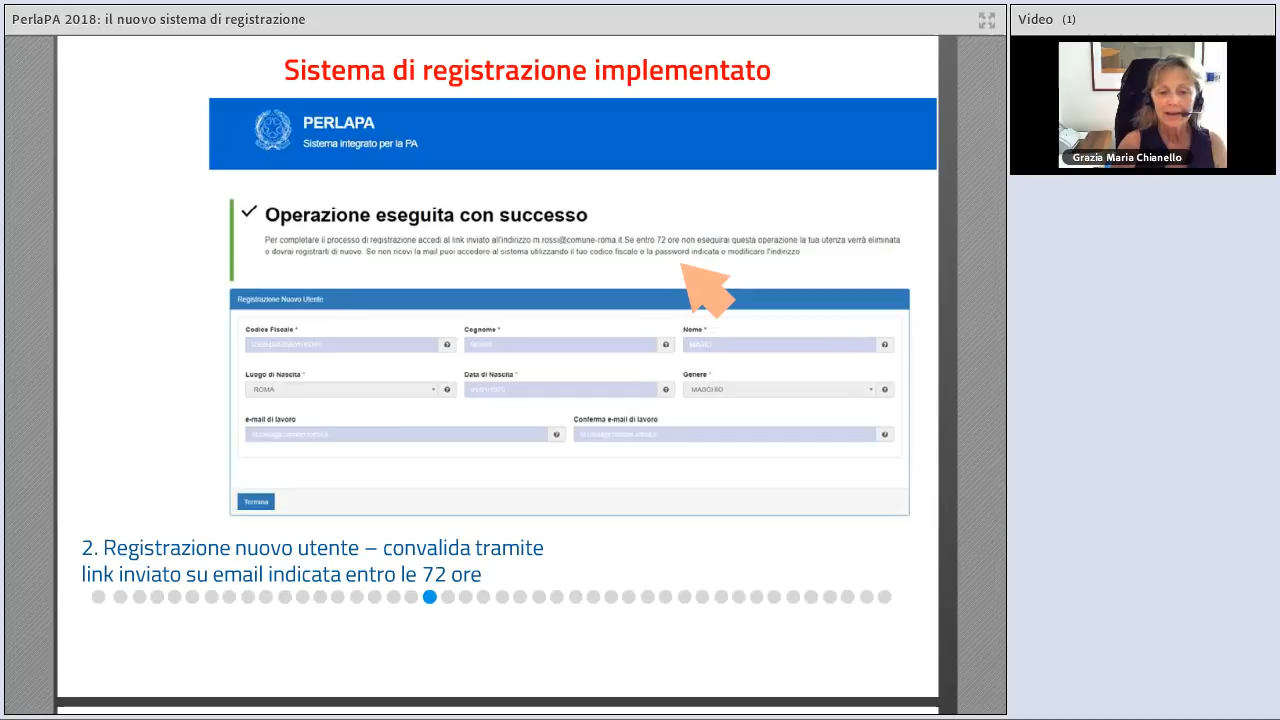 PerlaPA 2018: il nuovo sistema di registrazione
Video (1)
Grazia Maria Chianello
Sistema di registrazione implementato
PERLAPA
Sistema integrato per la PA
Operazione eseguita con successo
Per completare il processo di registrazione accedi al link inviato all'indirizzo m.rossi@comune-roma.it.Se entro 72 ore non eseguirai questa operazione la tua utenza verrà eliminata
e dovrai registrarti di nuovo. Se non ricevi la mail puoi accedere al sistema utilizzando il tuo codice fiscale e la password indicata e modificare l'indirizzo
Registrazione Nuovo Utente
Codice Fiscale * Cognome * Nome *
Luogo di Nascita * Data di Nascita * Genere *
ROMA MASCHIO
e-mail di lavoro Conferma e-mail di lavoro
Termina
2. Registrazione nuovo utente – convalida tramite
link inviato su email indicata entro le 72 ore